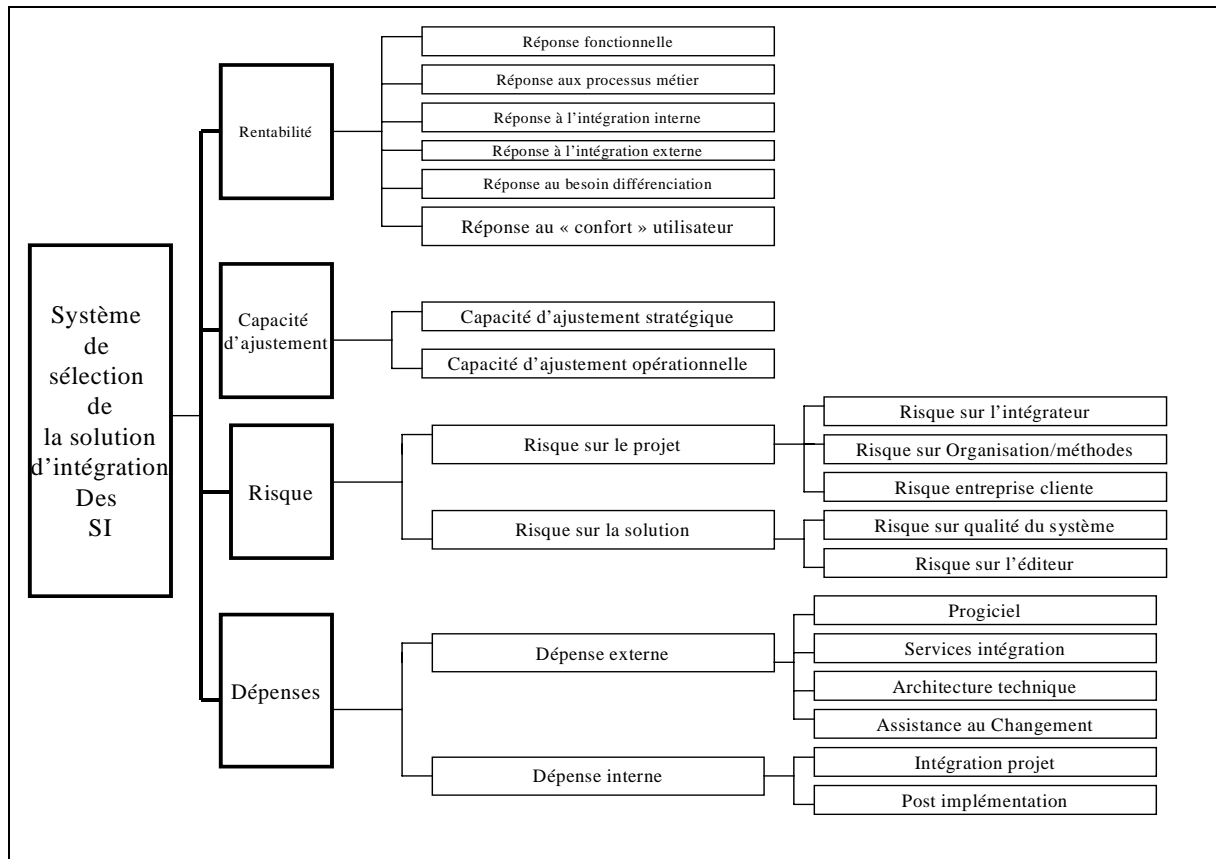 Système
de
sélection
de
la solution
d'intégration
Des
SI
Rentabilité
Réponse fonctionnelle
Réponse aux processus métier
Réponse à l'intégration interne
Réponse à l'intégration externe
Réponse au besoin différenciation
Réponse au « confort » utilisateur
Capacité
d'ajustement
Capacité d'ajustement stratégique
Capacité d'ajustement opérationnelle
Risque
Risque sur le projet
Risque sur l'intégrateur
Risque sur Organisation/méthodes
Risque entreprise cliente
Risque sur la solution
Risque sur qualité du système
Risque sur l'éditeur
Dépenses
Dépense externe
Progiciel
Services intégration
Architecture technique
Assistance au Changement
Dépense interne
Intégration projet
Post implémentation